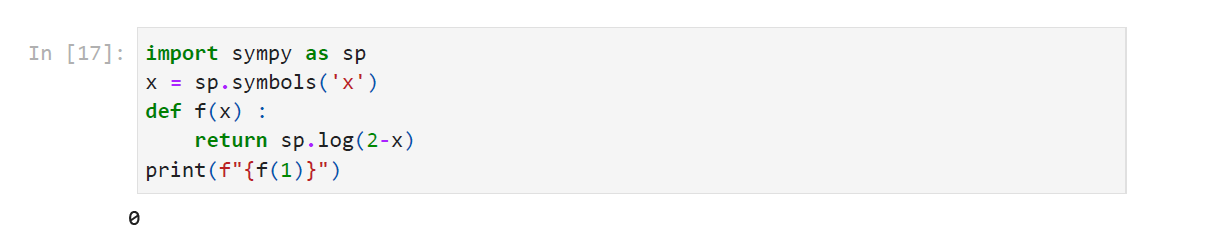 In [17]: import sympy as sp
x = sp.symbols('x')
def f(x) :
    return sp.log(2-x)
print(f"{f(1)}")
0